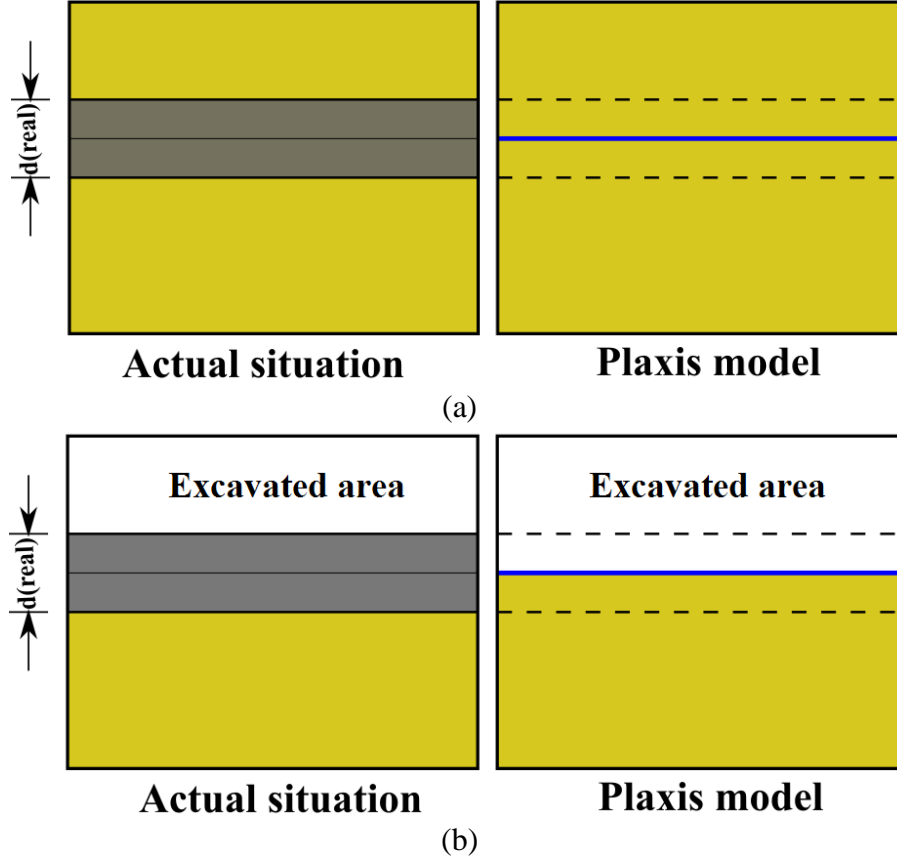 d(real)
Actual situation Plaxis model
(a)
Excavated area Excavated area
d(real)
Actual situation Plaxis model
(b)